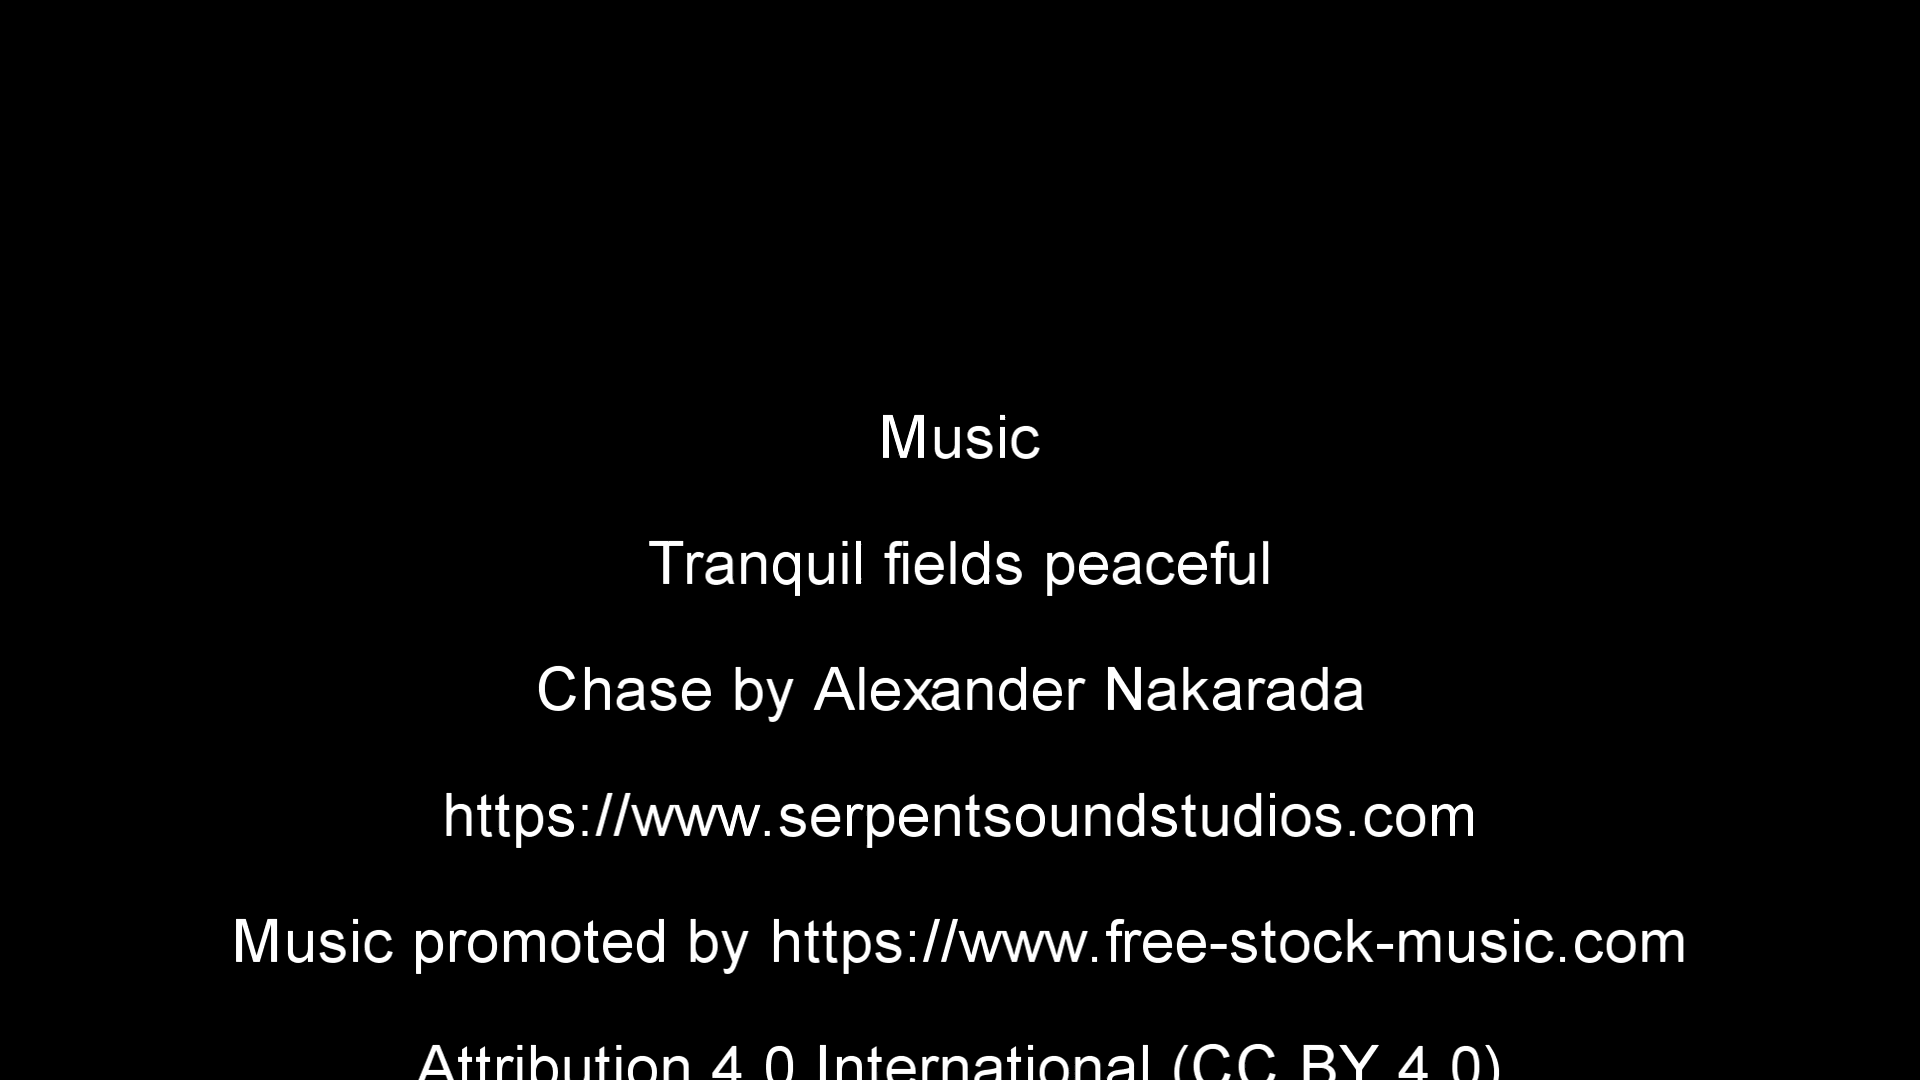 Music
Tranquil fields peaceful
Chase by Alexander Nakarada
https://www.serpentsoundstudios.com
Music promoted by https://www.free-stock-music.com
Attribution 4.0 International (CC BY 4.0)